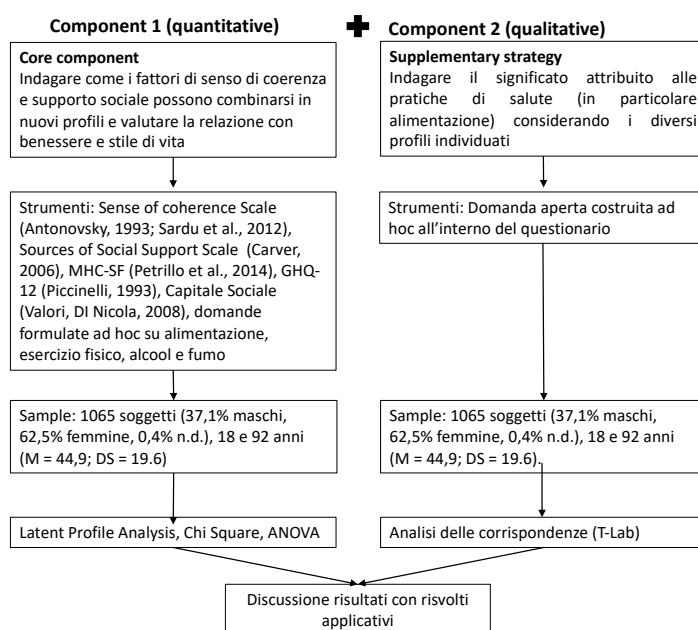 Component 1 (quantitative)
Core component
Indagare come i fattori di senso di coerenza
e supporto sociale possono combinarsi in
nuovi profili e valutare la relazione con
benessere e stile di vita
Strumenti: Sense of coherence Scale
(Antonovsky, 1993; Sardu et al., 2012),
Sources of Social Support Scale (Carver,
2006), MHC-SF (Petrillo et al., 2014), GHQ-
12 (Piccinelli, 1993), Capitale Sociale
(Valori, DI Nicola, 2008), domande
formulate ad hoc su alimentazione,
esercizio fisico, alcool e fumo
Sample: 1065 soggetti (37,1% maschi,
62,5% femmine, 0,4% n.d.), 18 e 92 anni
(M = 44,9; DS = 19.6)
Latent Profile Analysis, Chi Square, ANOVA
Component 2 (qualitative)
Supplementary strategy
Indagare il significato attribuito alle
pratiche di salute (in particolare
alimentazione) considerando i diversi
profili individuati
Strumenti: Domanda aperta costruita ad
hoc all'interno del questionario
Sample: 1065 soggetti (37,1% maschi,
62,5% femmine, 0,4% n.d.), 18 e 92 anni
(M = 44,9; DS = 19.6).
Analisi delle corrispondenze (T-Lab)
Discussione risultati con risvolti
applicativi